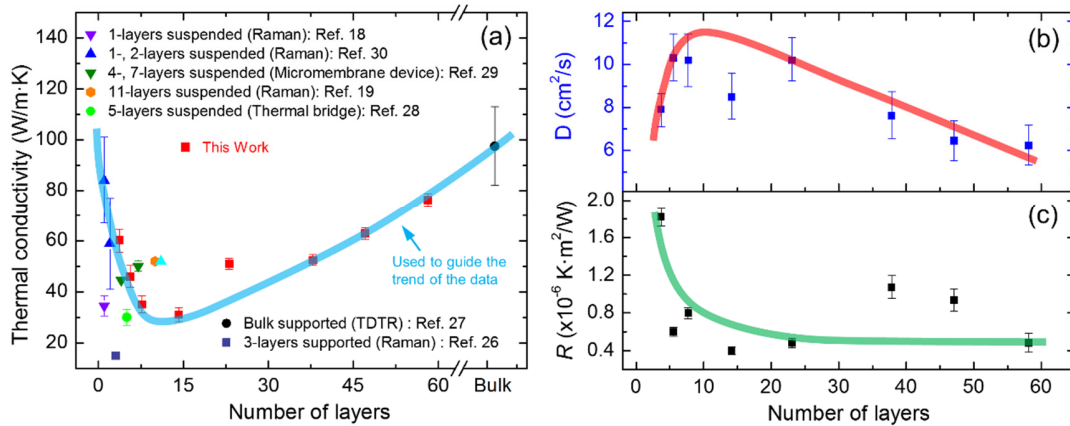 (a)
Thermal conductivity (W/m·K)
140
120
100
80
60
40
20
1-layers suspended (Raman): Ref. 18
1-, 2-layers suspended (Raman): Ref. 30
4-, 7-layers suspended (Micromembrane device): Ref. 29
11-layers suspended (Raman): Ref. 19
5-layers suspended (Thermal bridge): Ref. 28
This Work
Used to guide the
trend of the data
Bulk supported (TDTR) : Ref. 27
3-layers supported (Raman) : Ref. 26
0 15 30 45 60 Bulk
Number of layers
(b)
D (cm²/s)
12
10
8
6
(c)
R (x10⁻⁶ K·m²/W)
2.0
1.6
1.2
0.8
0.4
0 10 20 30 40 50 60
Number of layers